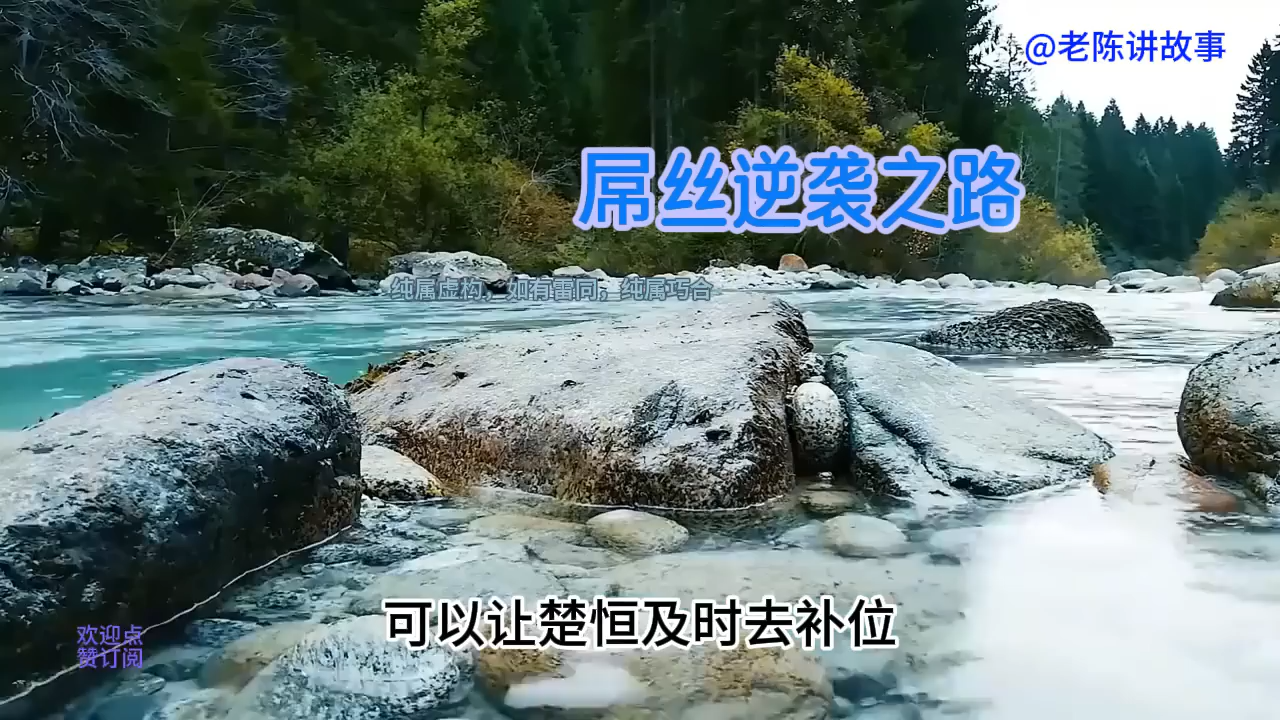 @老陈讲故事
屌丝逆袭之路
纯属虚构，如有雷同，纯属巧合
可以让楚恒及时去补位
欢迎点
赞订阅